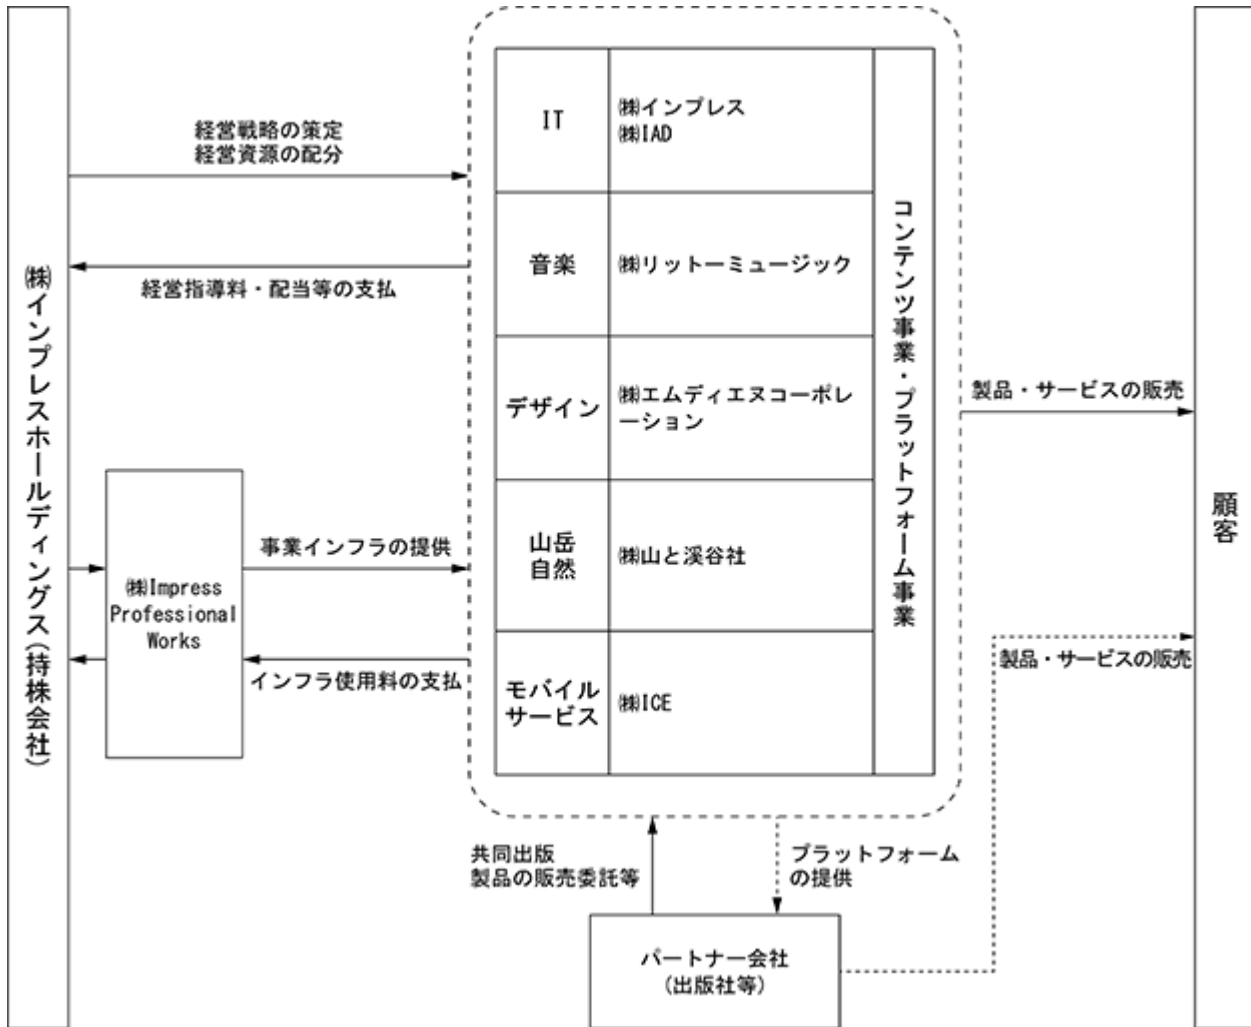 ㈱インプレスホールディングス(持株会社)
経営戦略の策定
経営資源の配分
経営指導料・配当等の支払
㈱Impress
Professional
Works
事業インフラの提供
インフラ使用料の支払
IT
㈱インプレス
㈱IAD
音楽
㈱リットーミュージック
デザイン
㈱エムディエヌコーポレ
ーション
山岳
自然
㈱山と溪谷社
モバイル
サービス
㈱ICE
コンテンツ事業・プラットフォーム事業
製品・サービスの販売
製品・サービスの販売
顧客
共同出版
製品の販売委託等
プラットフォーム
の提供
パートナー会社
(出版社等)